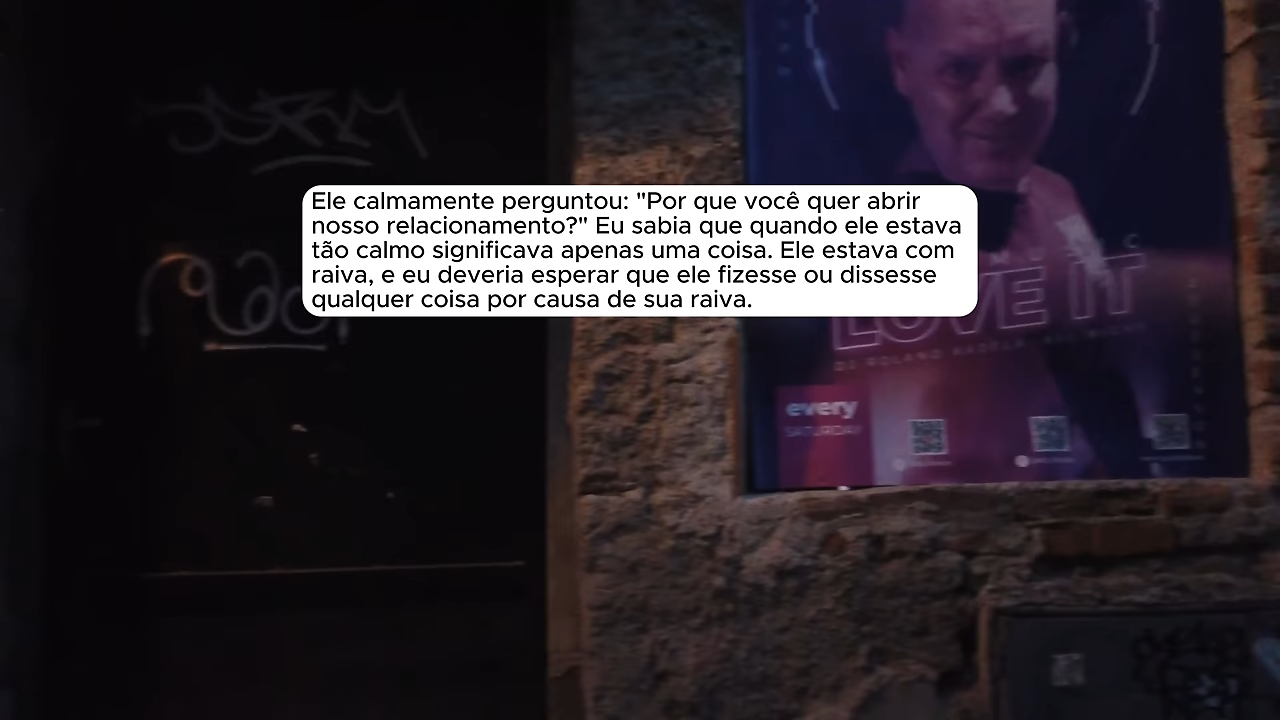 Ele calmamente perguntou: "Por que você quer abrir
nosso relacionamento?" Eu sabia que quando ele estava
tão calmo significava apenas uma coisa. Ele estava com
raiva, e eu deveria esperar que ele fizesse ou dissesse
qualquer coisa por causa de sua raiva.
LOVE IT
every
SATURDAY